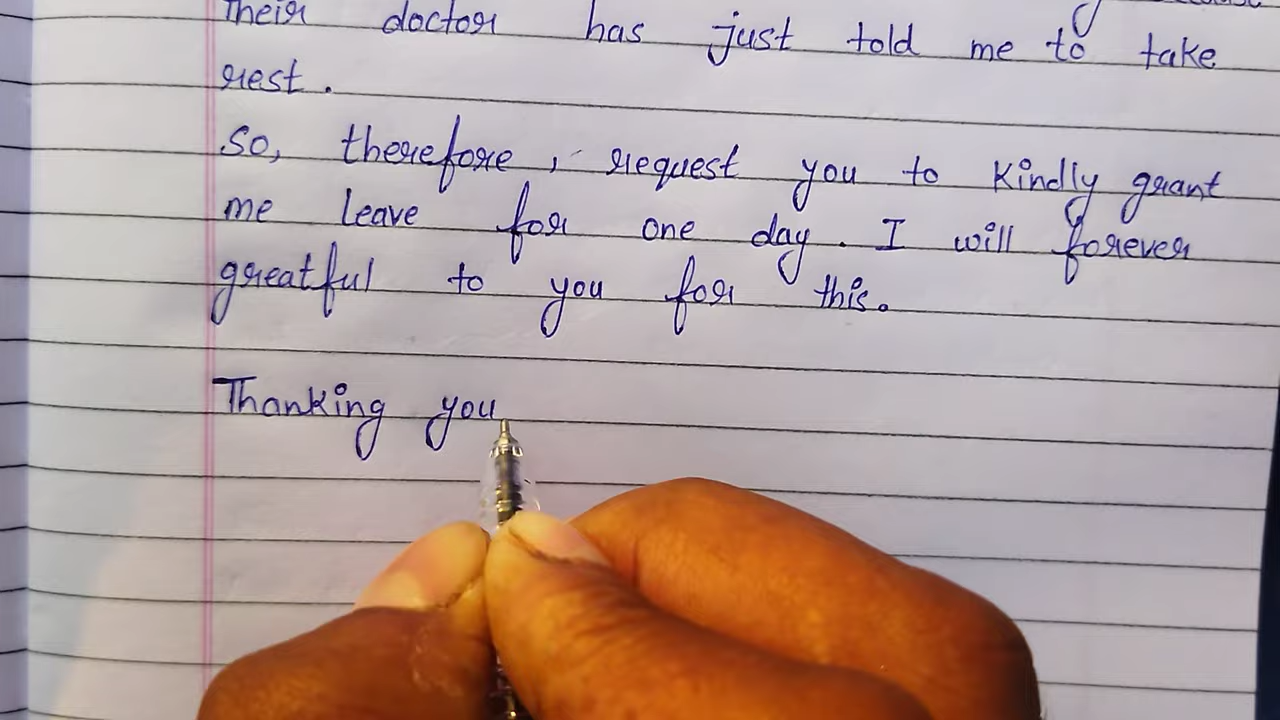 Their doctor has just told me to take
rest.
So, therefore, request you to kindly grant
me leave for one day. I will forever
greatful to you for this.
Thanking you